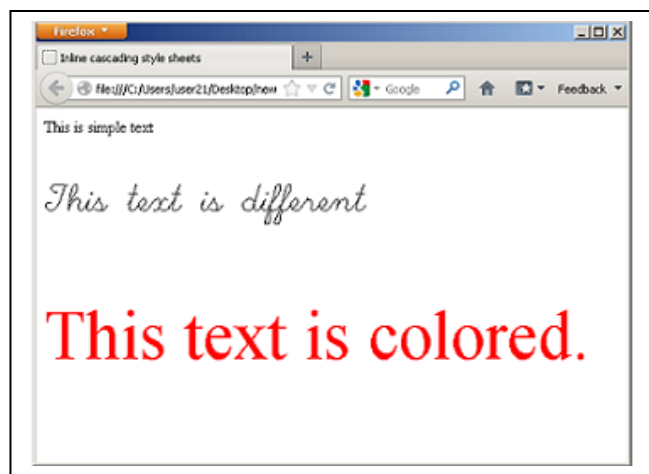 Firefox
Inline cascading style sheets
file:///C:/Users/user21/Desktop/new
Google
Feedback
This is simple text
This text is different
This text is colored.